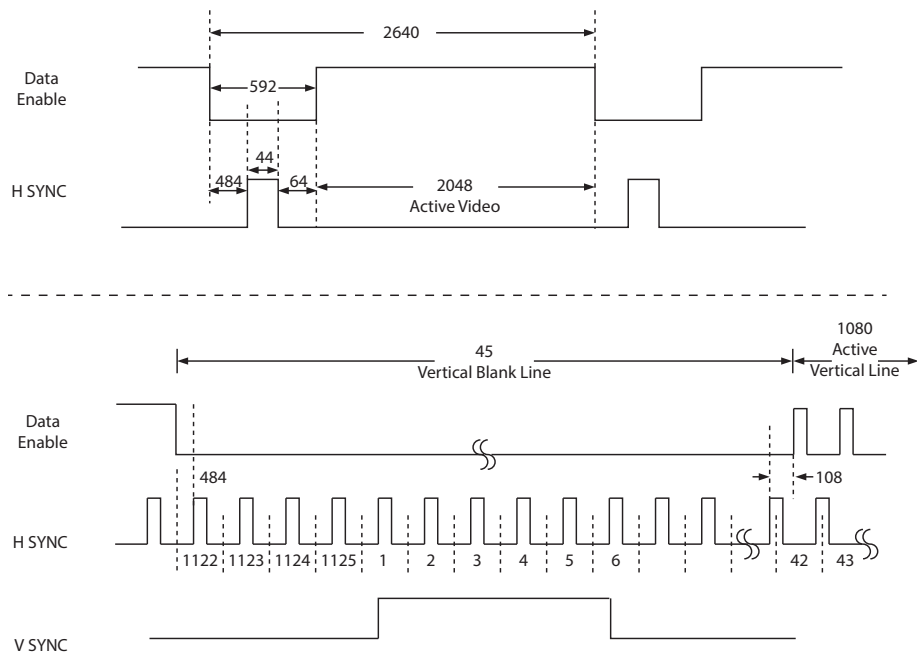 2640
Data
Enable
592
44
484
64
H SYNC
2048
Active Video
45
Vertical Blank Line
1080
Active
Vertical Line
Data
Enable
484
108
H SYNC
1122 1123 1124 1125 1 2 3 4 5 6 42 43
V SYNC